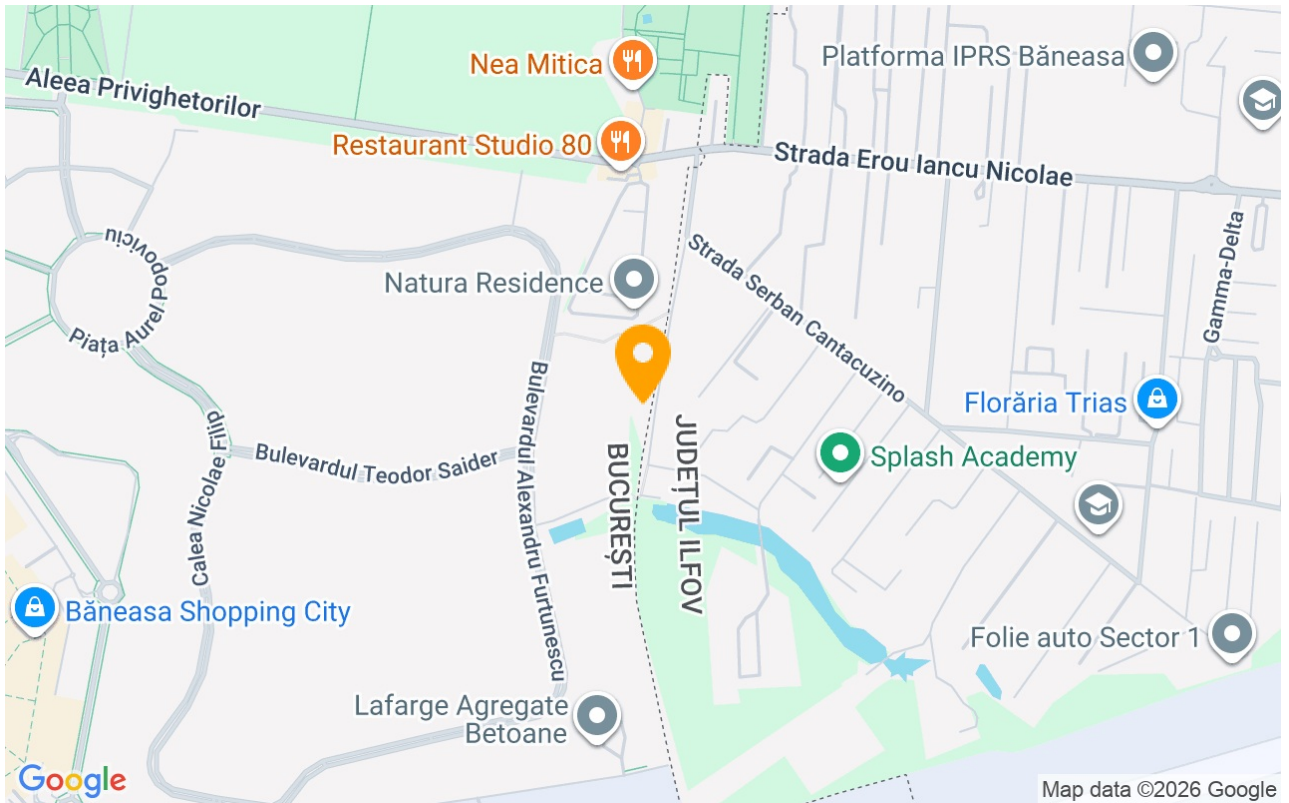 Nea Mitica
Platforma IPRS Băneasa
Aleea Privighetorilor
Restaurant Studio 80
Strada Erou Iancu Nicolae
Piața Aurel Popoviciu
Natura Residence
Strada Serban Cantacuzino
Gamma-Delta
Bulevardul Alexandru Furtunescu
Florăria Trias
Calea Nicolae Filip
Bulevardul Teodor Saider
BUCUREȘTI
JUDEȚUL ILFOV
Splash Academy
Băneasa Shopping City
Folie auto Sector 1
Lafarge Agregate
Betoane
Google
Map data ©2026 Google